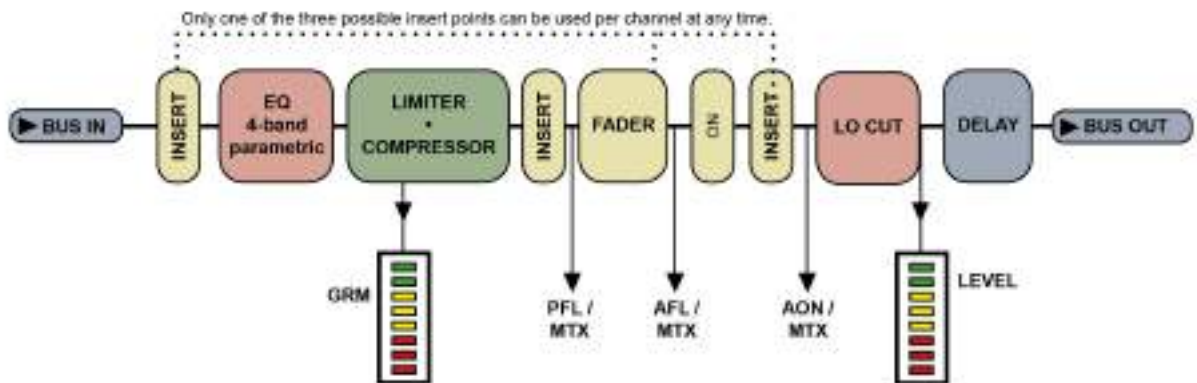 Only one of the three possible insert points can be used per channel at any time.
BUS IN
INSERT
EQ
4-band
parametric
LIMITER
•
COMPRESSOR
INSERT
FADER
ON
INSERT
LO CUT
DELAY
BUS OUT
GRM
PFL /
MTX
AFL /
MTX
AON /
MTX
LEVEL